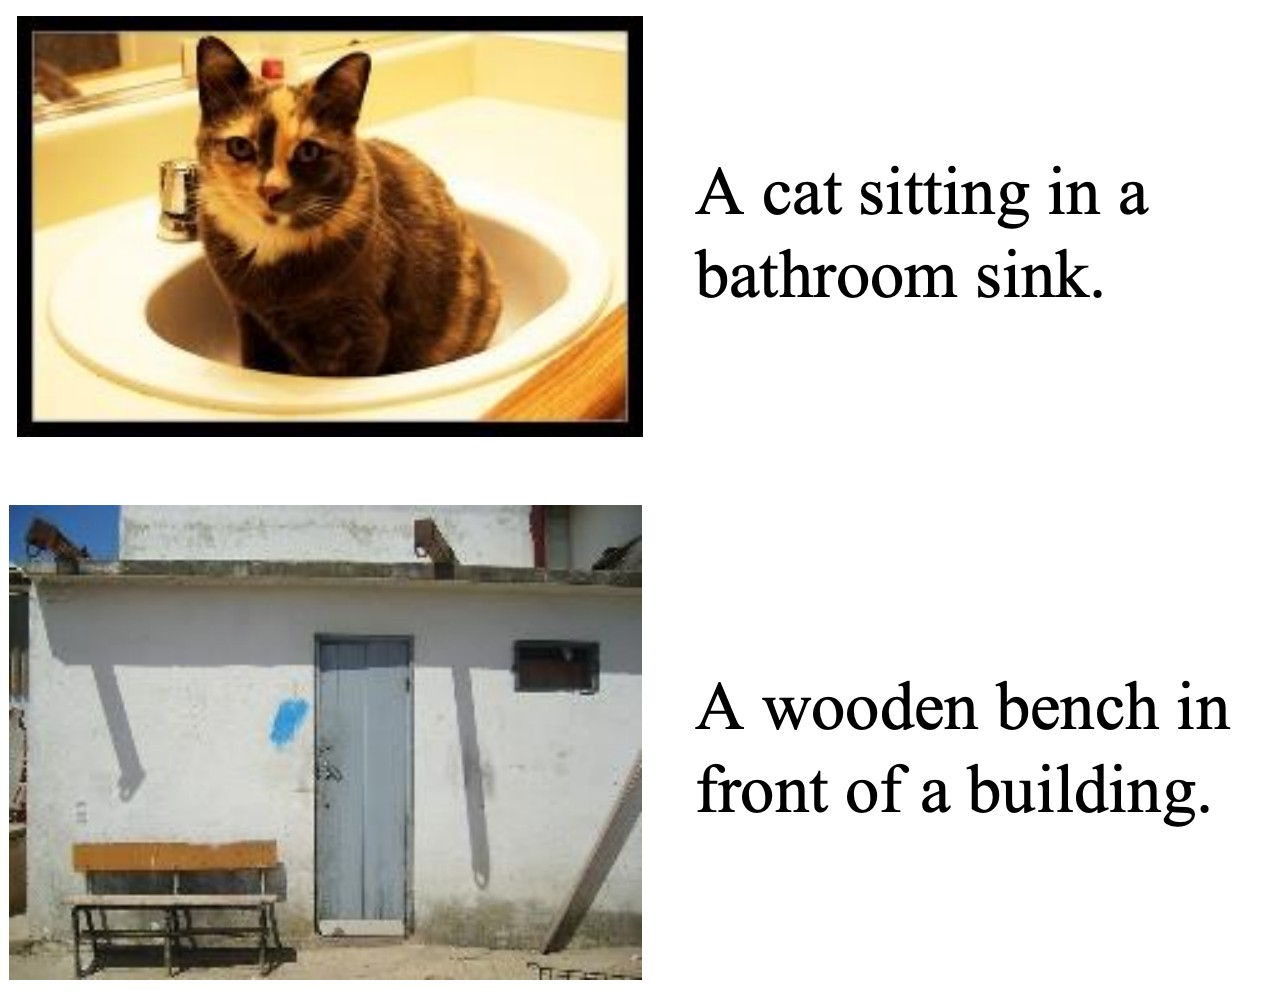 A cat sitting in a
bathroom sink.
A wooden bench in
front of a building.